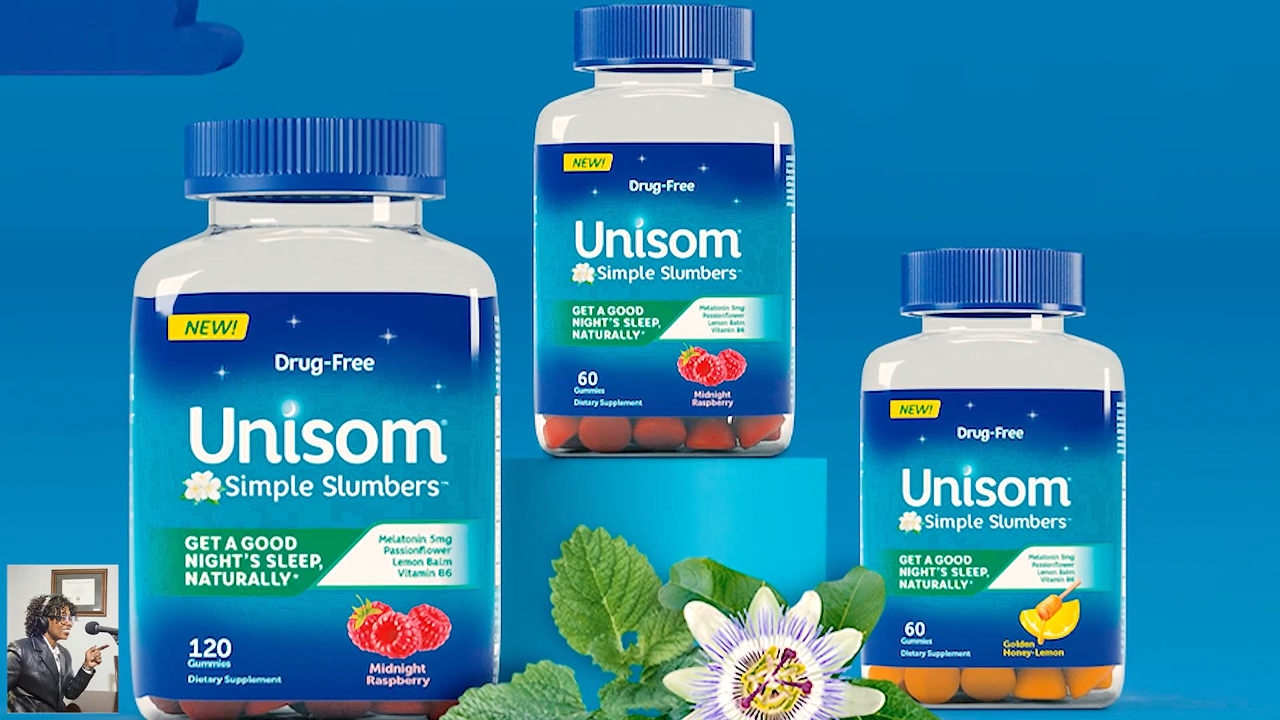 NEW!
Drug-Free
Unisom
Simple Slumbers™
GET A GOOD
NIGHT'S SLEEP,
NATURALLY*
Melatonin 5mg
Passionflower
Lemon Balm
Vitamin B6
120
Gummies
Dietary Supplement
Midnight
Raspberry
NEW!
Drug-Free
Unisom
Simple Slumbers™
GET A GOOD
NIGHT'S SLEEP,
NATURALLY*
Melatonin 5mg
Passionflower
Lemon Balm
Vitamin B6
60
Gummies
Dietary Supplement
Midnight
Raspberry
NEW!
Drug-Free
Unisom
Simple Slumbers™
GET A GOOD
NIGHT'S SLEEP,
NATURALLY*
Melatonin 5mg
Passionflower
Lemon Balm
Vitamin B6
60
Gummies
Dietary Supplement
Golden
Honey-Lemon